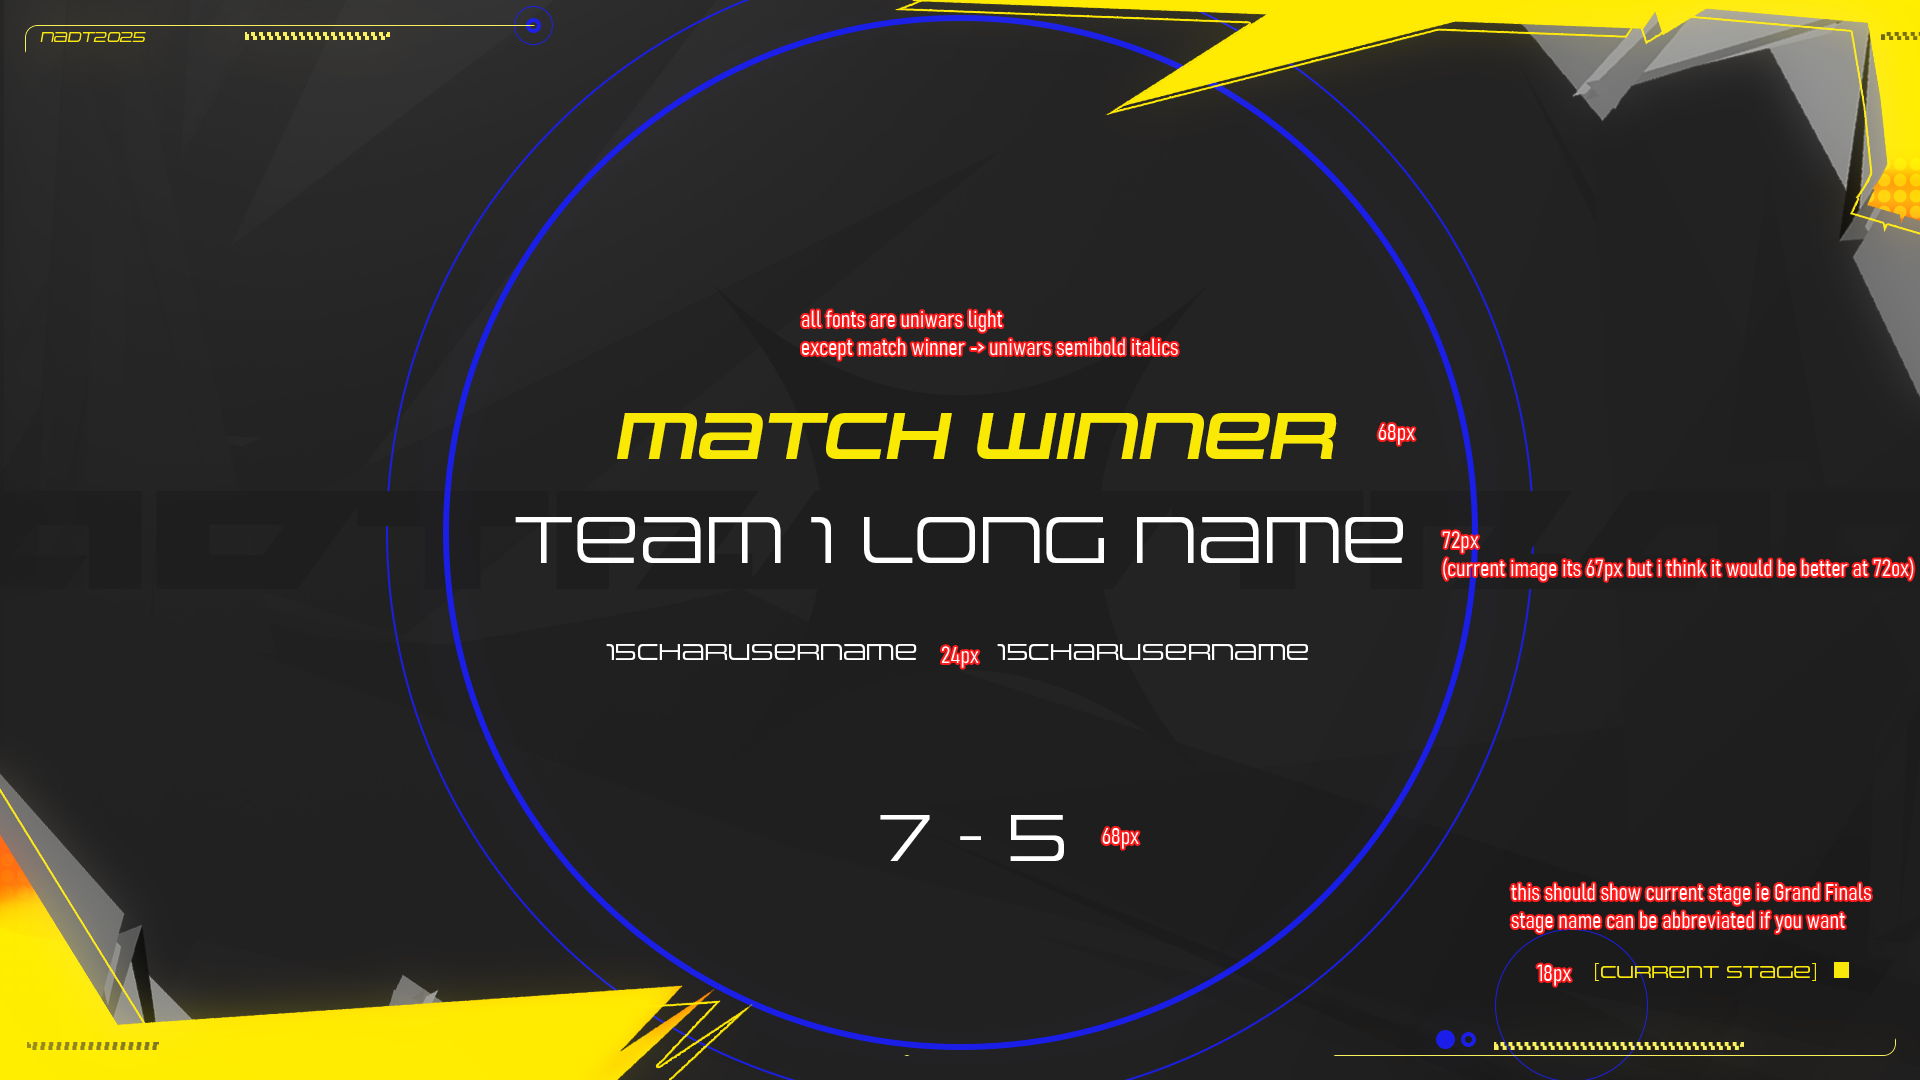 NADT2025
all fonts are uniwars light
except match winner -> uniwars semibold italics
MATCH WINNER
68px
TEAM 1 LONG NAME
72px
(current image its 67px but i think it would be better at 72ox)
15CHARUSERNAME
24px
15CHARUSERNAME
7 - 5
68px
this should show current stage ie Grand Finals
stage name can be abbreviated if you want
18px
[CURRENT STAGE]